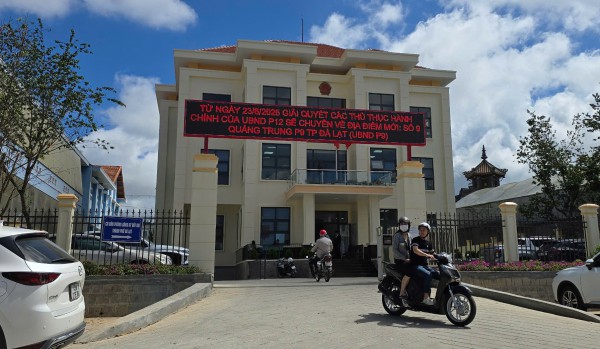 TỪ NGÀY 23/6/2025 GIẢI QUYẾT CÁC THỦ TỤC HÀNH
CHÍNH CỦA UBND P12 SẼ CHUYỂN VỀ ĐỊA ĐIỂM MỚI: SỐ 9
QUANG TRUNG P9 TP ĐÀ LẠT (UBND P9)